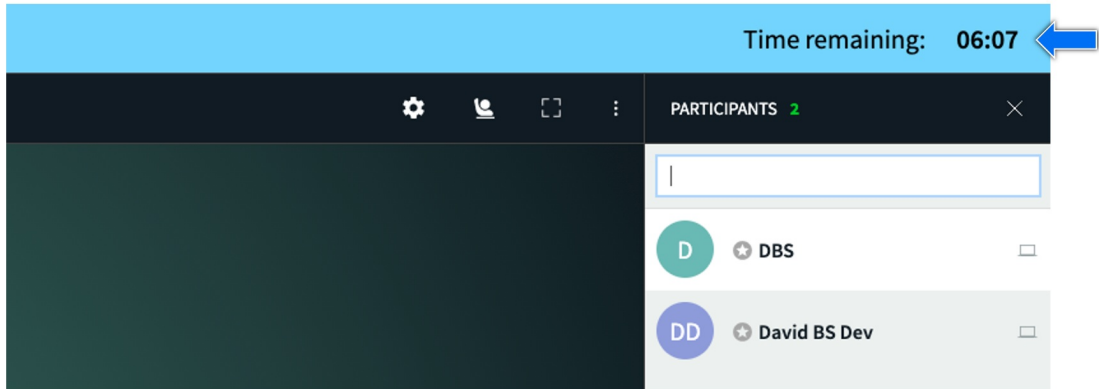 Time remaining: 06:07
PARTICIPANTS 2
D DBS
DD David BS Dev